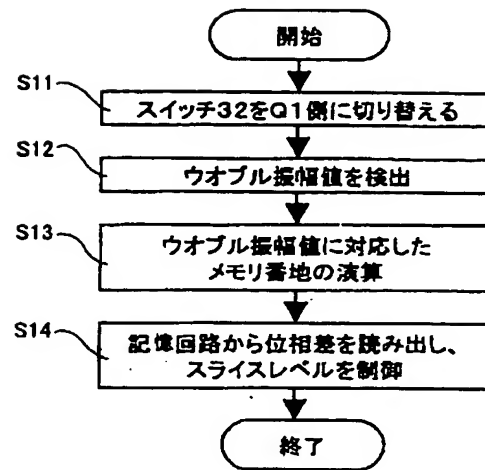 開始
S11
スイッチ32をQ1側に切り替える
S12
ウオブル振幅値を検出
S13
ウオブル振幅値に対応した
メモリ番地の演算
S14
記憶回路から位相差を読み出し、
スライスレベルを制御
終了